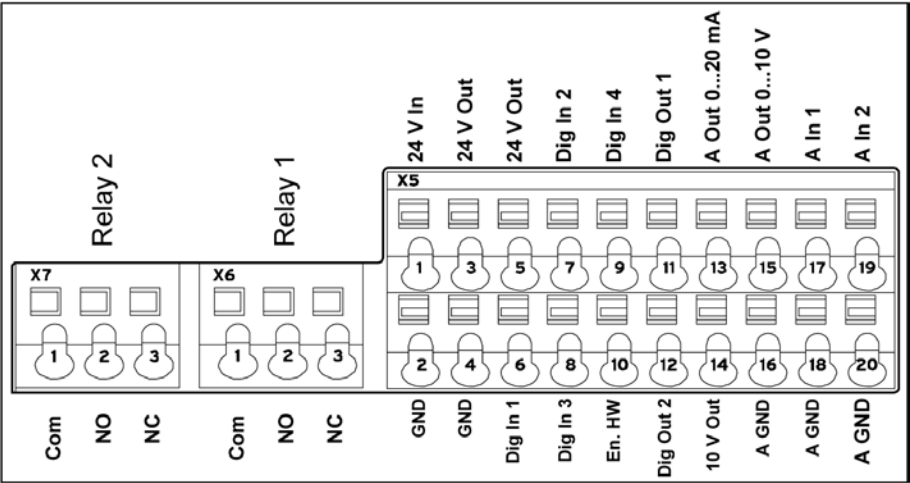 24 V In
24 V Out
24 V Out
Dig In 2
Dig In 4
Dig Out 1
A Out 0...20 mA
A Out 0...10 V
A In 1
A In 2
Relay 2
Relay 1
X5
1 3 5 7 9 11 13 15 17 19
X7
X6
1 2 3
1 2 3
2 4 6 8 10 12 14 16 18 20
Com
NO
NC
Com
NO
NC
GND
GND
Dig In 1
Dig In 3
En. HW
Dig Out 2
10 V Out
A GND
A GND
A GND